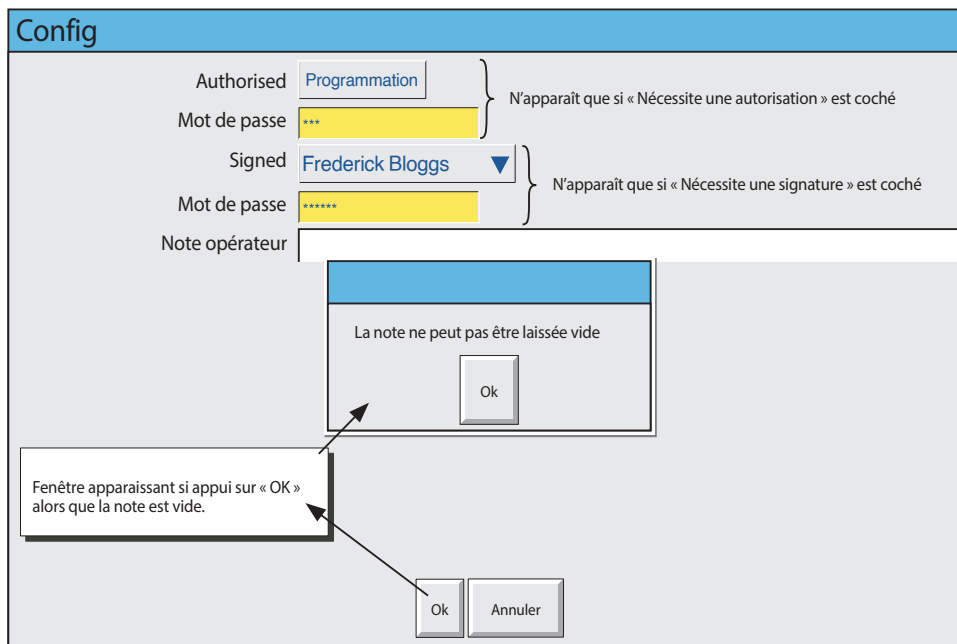 Config
Authorised Programmation
N'apparaît que si « Nécessite une autorisation » est coché
Mot de passe ***
Signed Frederick Bloggs
N'apparaît que si « Nécessite une signature » est coché
Mot de passe ******
Note opérateur
La note ne peut pas être laissée vide
Ok
Fenêtre apparaissant si appui sur « OK »
alors que la note est vide.
Ok Annuler